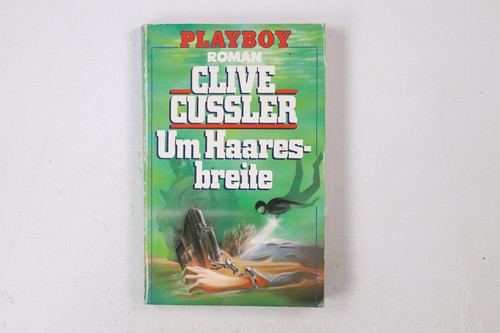 PLAYBOY
ROMAN
CLIVE
CUSSLER
Um Haares-
breite